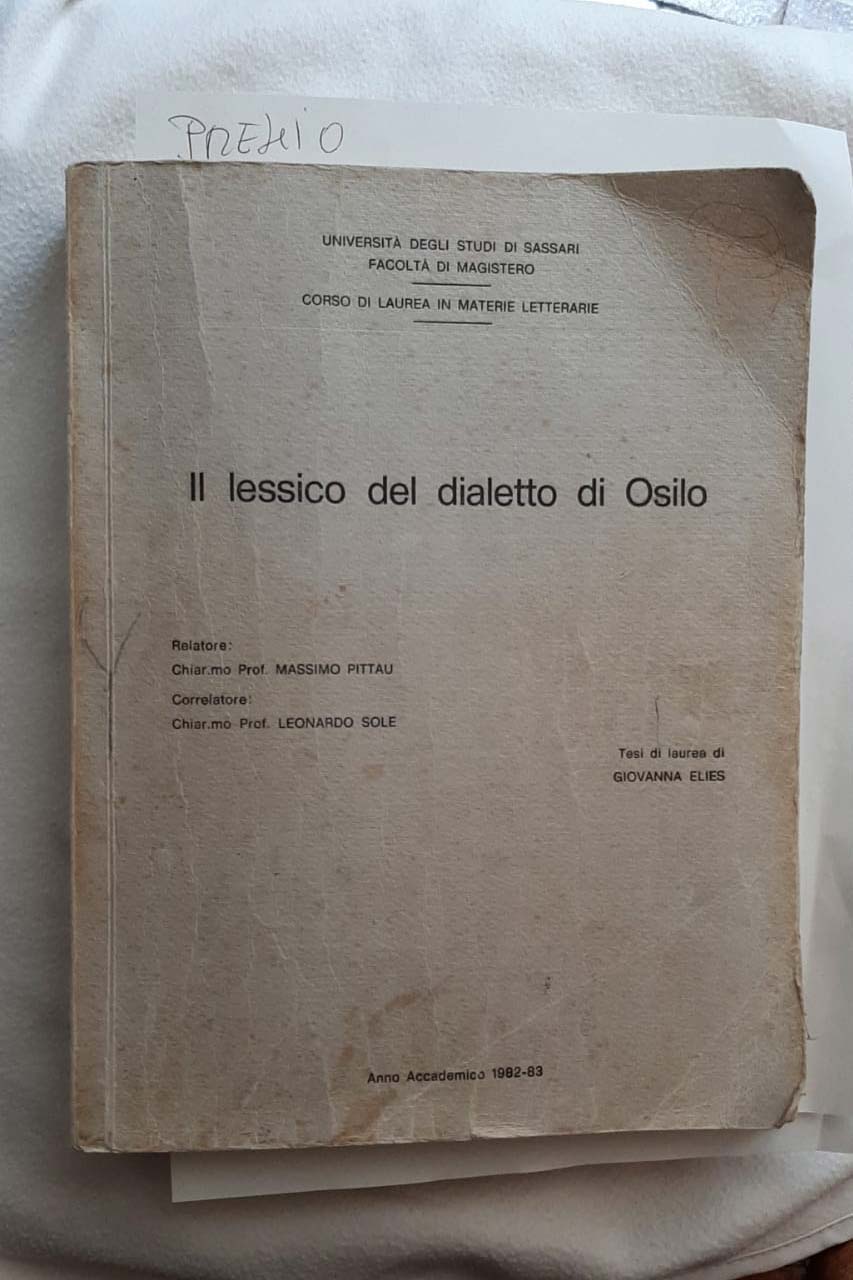 PREMIO
UNIVERSITÀ DEGLI STUDI DI SASSARI
FACOLTÀ DI MAGISTERO
CORSO DI LAUREA IN MATERIE LETTERARIE
Il lessico del dialetto di Osilo
Relatore:
Chiar.mo Prof. MASSIMO PITTAU
Correlatore:
Chiar.mo Prof. LEONARDO SOLE
Tesi di laurea di
GIOVANNA ELIES
Anno Accademico 1982-83